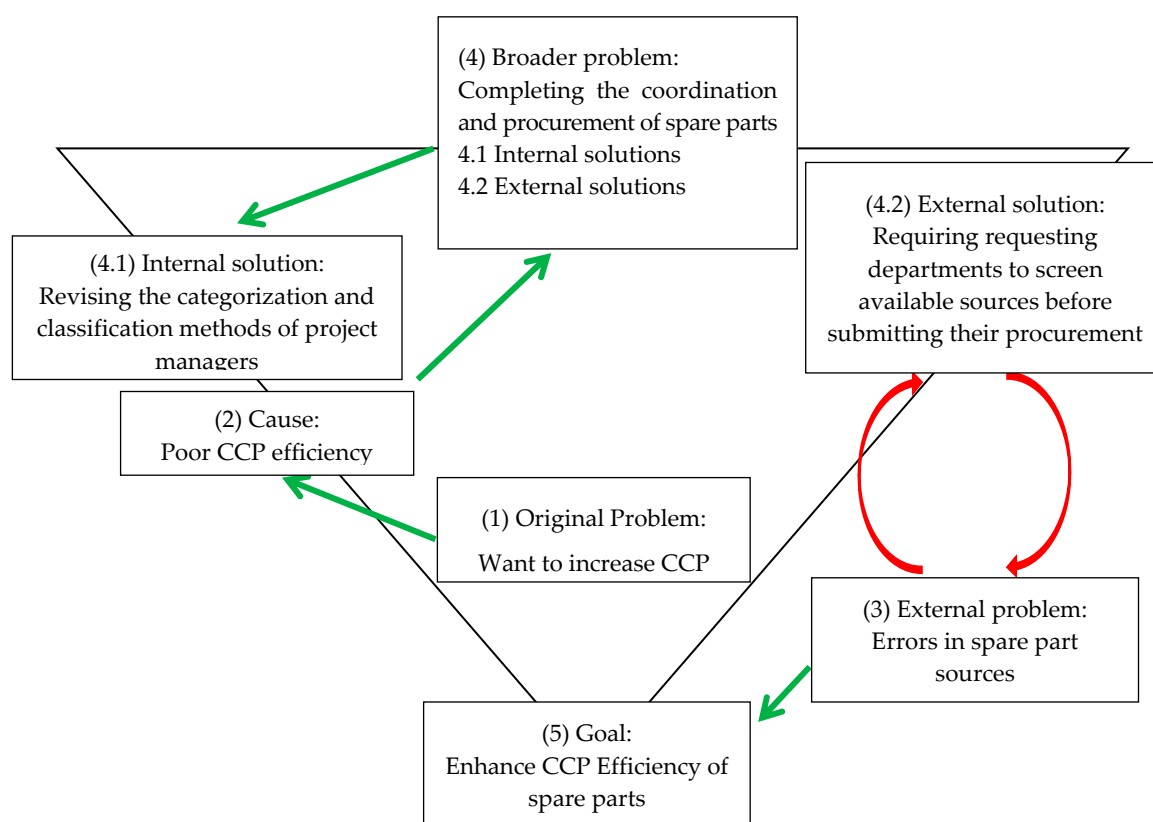 (4) Broader problem:
Completing the coordination
and procurement of spare parts
4.1 Internal solutions
4.2 External solutions
(4.2) External solution:
Requiring requesting
departments to screen
available sources before
submitting their procurement
(4.1) Internal solution:
Revising the categorization and
classification methods of project
managers
(2) Cause:
Poor CCP efficiency
(1) Original Problem:
Want to increase CCP
(3) External problem:
Errors in spare part
sources
(5) Goal:
Enhance CCP Efficiency of
spare parts